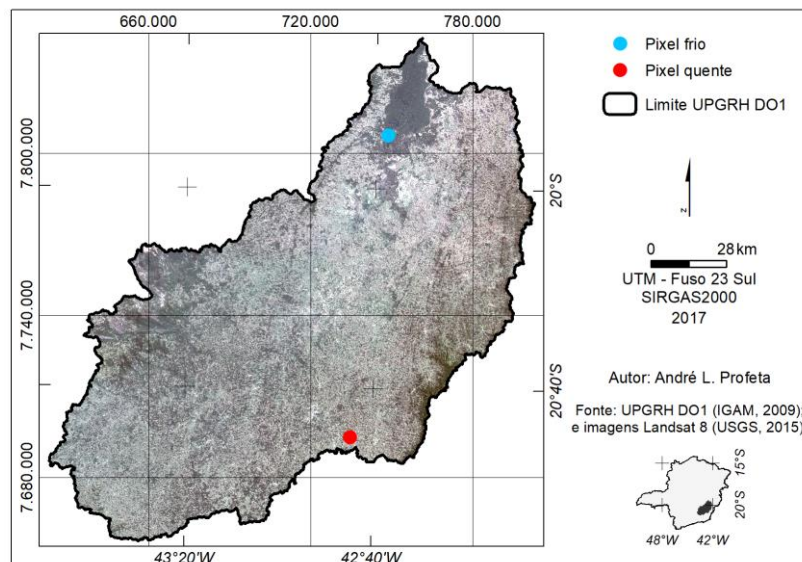 660.000 720.000 780.000
Pixel frio
Pixel quente
Limite UPGRH DO1
7.800.000
20°S
z
0 28 km
UTM - Fuso 23 Sul
SIRGAS2000
2017
7.740.000
Autor: André L. Profeta
20°40'S
Fonte: UPGRH DO1 (IGAM, 2009);
e imagens Landsat 8 (USGS, 2015)
7.680.000
15°S
20°S
48°W 42°W
43°20'W 42°40'W